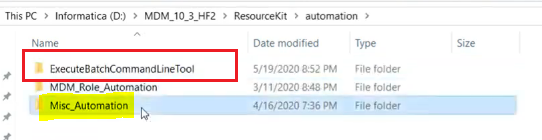 This PC > Informatica (D:) > MDM_10_3_HF2 > ResourceKit > automation >
Name Date modified Type Size
ExecuteBatchCommandLineTool 5/19/2020 8:52 PM File folder
MDM_Role_Automation 3/11/2020 8:48 PM File folder
Misc_Automation 4/16/2020 7:36 PM File folder